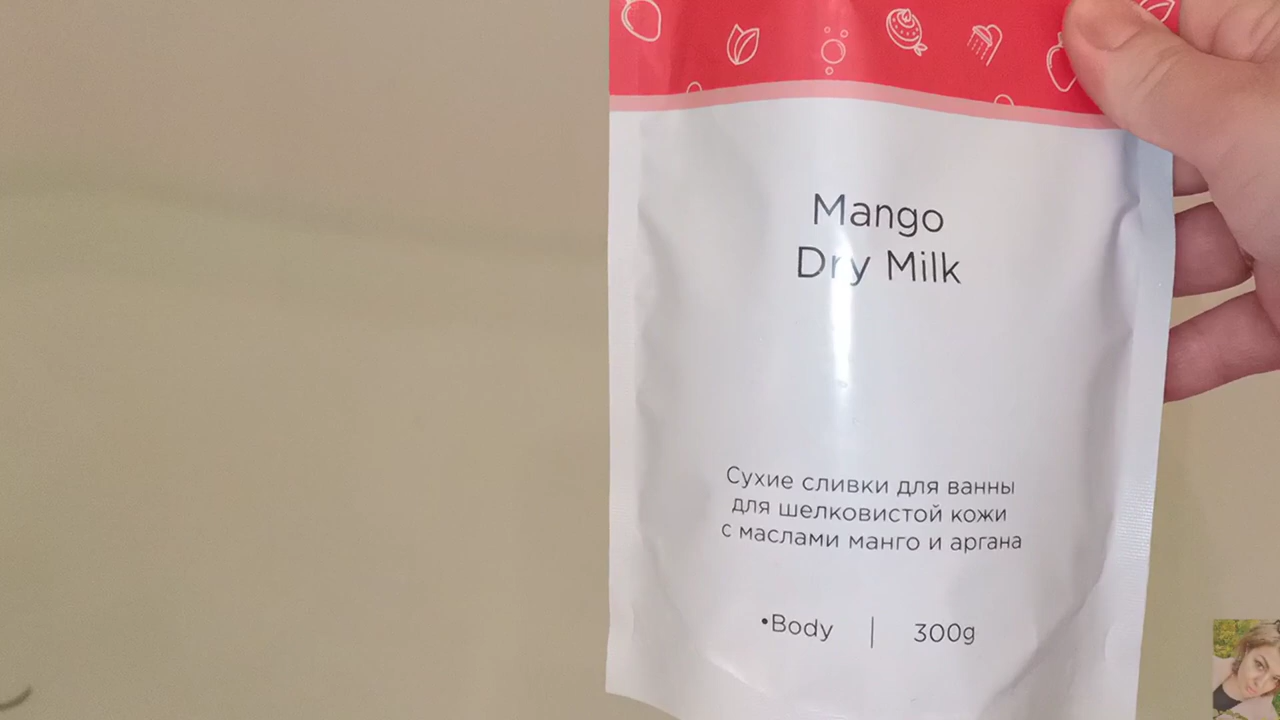 Mango
Dry Milk
Сухие сливки для ванны
для шелковистой кожи
с маслами манго и аргана
•Body | 300g